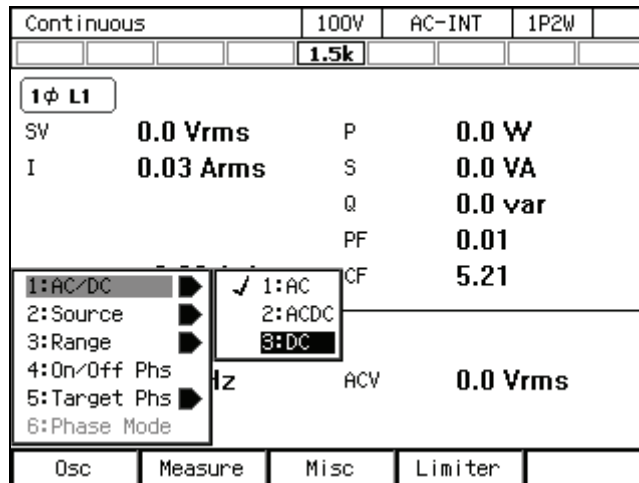 Continuous 100V AC-INT 1P2W
1.5k
1ϕ L1
SV 0.0 Vrms P 0.0 W
I 0.03 Arms S 0.0 VA
Q 0.0 var
PF 0.01
CF 5.21
1:AC/DC ✓ 1:AC
2:Source 2:ACDC
3:Range 3:DC
4:On/Off Phs
5:Target Phs Hz ACV 0.0 Vrms
6:Phase Mode
Osc Measure Misc Limiter